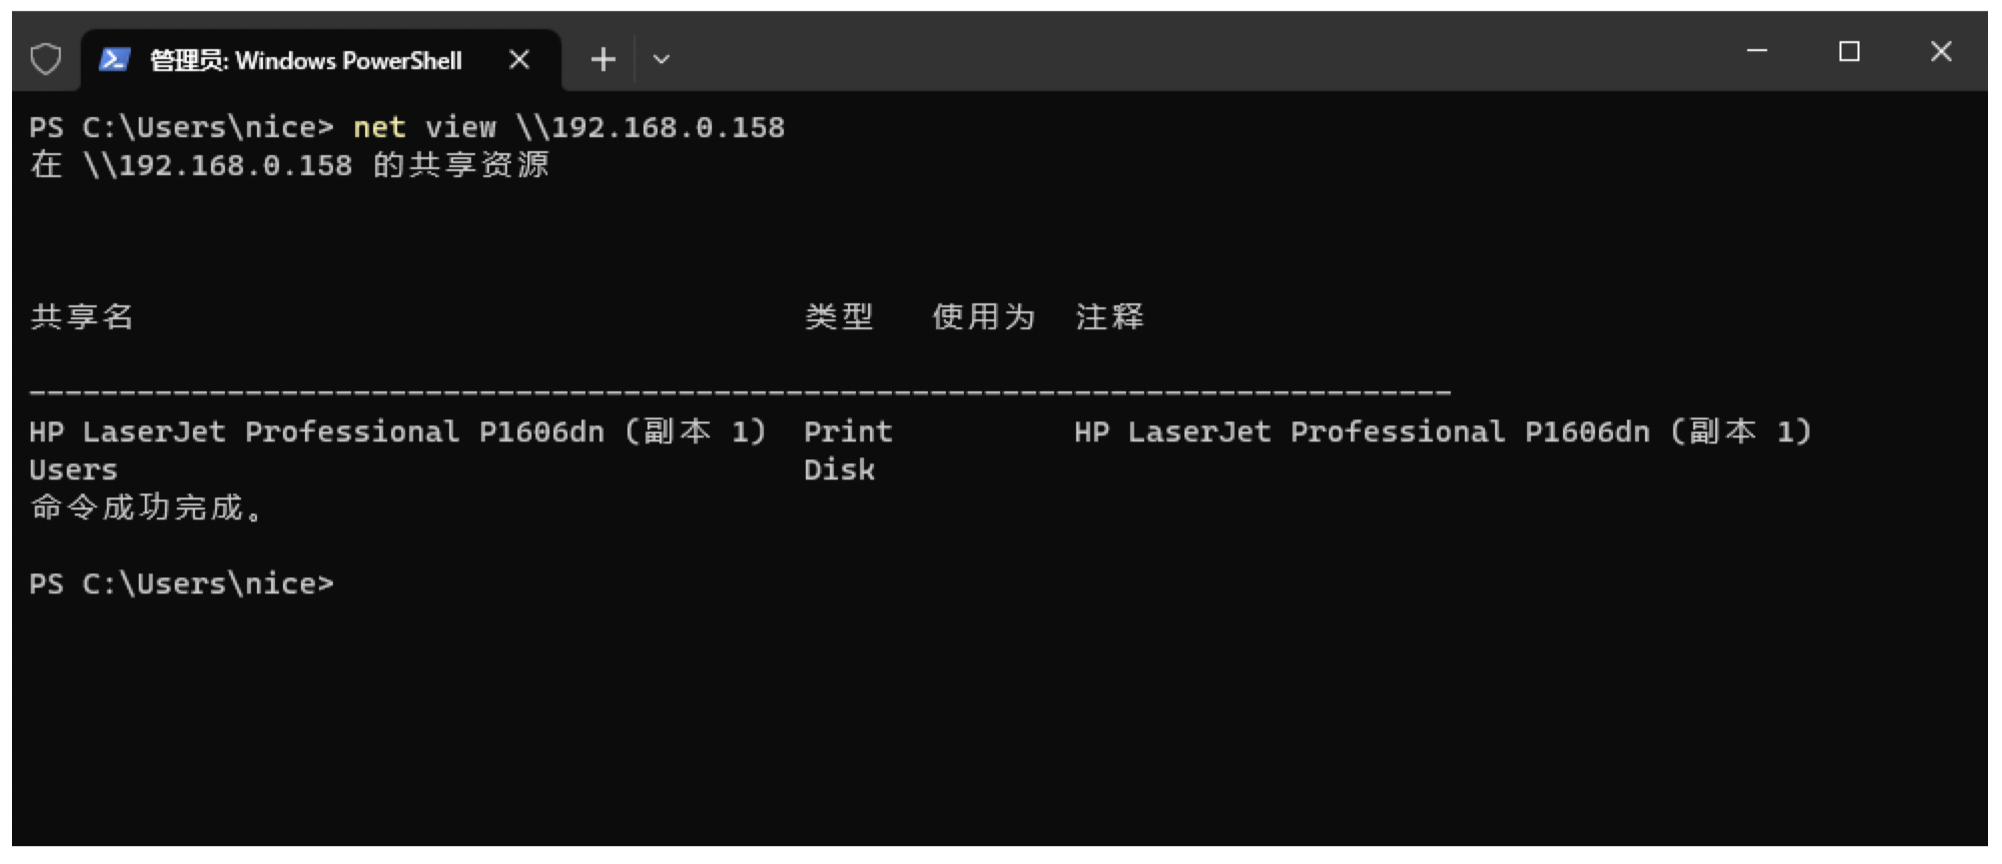 管理员: Windows PowerShell
PS C:\Users\nice> net view \\192.168.0.158
在 \\192.168.0.158 的共享资源
共享名 类型 使用为 注释
-------------------------------------------------------------------------------
HP LaserJet Professional P1606dn (副本 1) Print HP LaserJet Professional P1606dn (副本 1)
Users Disk
命令成功完成。
PS C:\Users\nice>